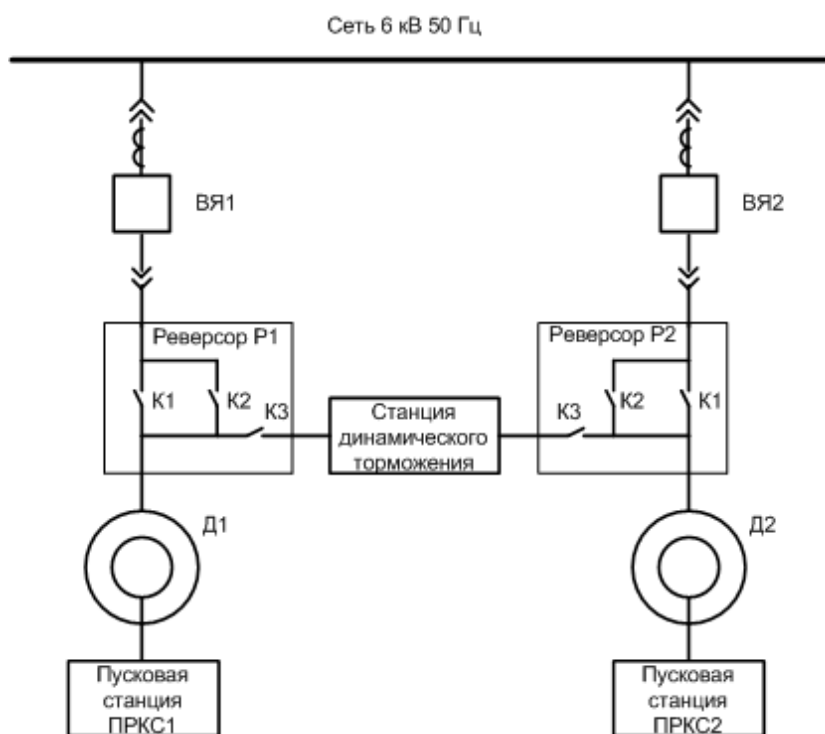 Сеть 6 кВ 50 Гц
ВЯ1
ВЯ2
Реверсор Р1
Реверсор Р2
К1
К2
К3
Станция
динамического
торможения
К3
К2
К1
Д1
Д2
Пусковая
станция
ПРКС1
Пусковая
станция
ПРКС2